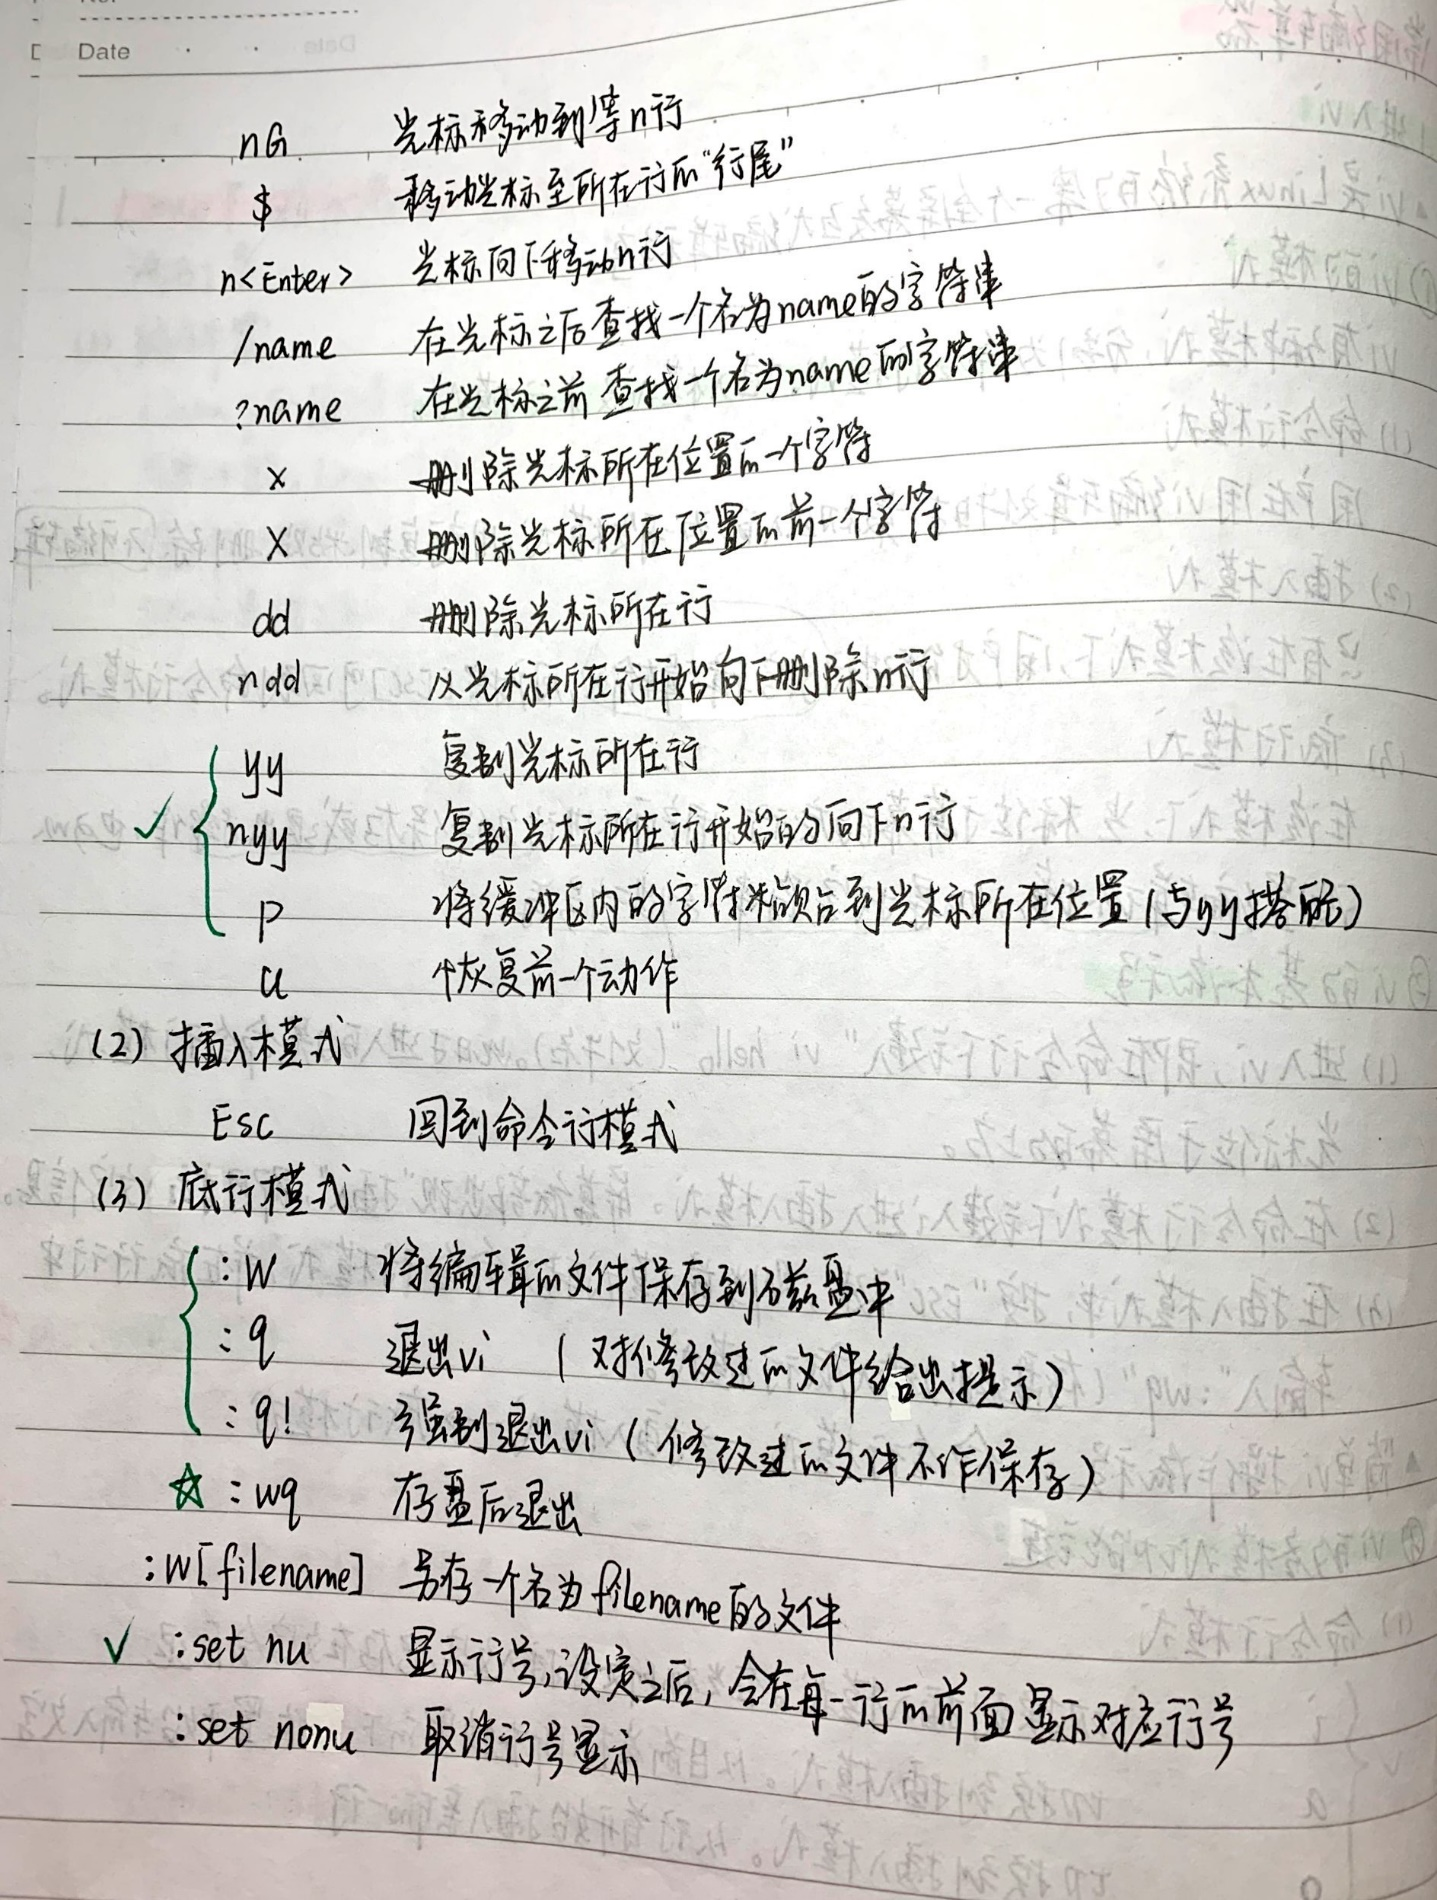 Date
nG 光标移动到第n行
$ 移动光标至所在行的“行尾”
n<Enter> 光标向下移动n行
/name 在光标之后查找一个名为name的字符串
?name 在光标之前查找一个名为name的字符串
x 删除光标所在位置的一个字符
X 删除光标所在位置的前一个字符
dd 删除光标所在行
ndd 从光标所在行开始向下删除n行
yy 复制光标所在行
nyy 复制光标所在行开始的向下n行
p 将缓冲区内的字符粘贴到光标所在位置(与yy搭配)
u 恢复前一个动作
(2) 插入模式
Esc 回到命令行模式
(3) 底行模式
:w 将编辑的文件保存到磁盘中
:q 退出vi (对修改过的文件给出提示)
:q! 强制退出vi (修改过的文件不作保存)
☆ :wq 存盘后退出
:w[filename] 另存一个名为filename的文件
✓ :set nu 显示行号,设定之后,会在每一行的前面显示对应行号
:set nonu 取消行号显示